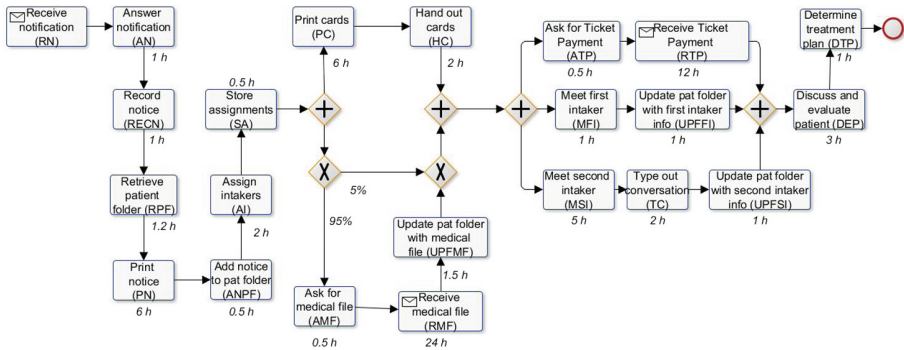 Receive
notification
(RN)
Answer
notification
(AN)
1 h
Record
notice
(RECN)
1 h
Retrieve
patient
folder (RPF)
1.2 h
Print
notice
(PN)
6 h
Add notice
to pat folder
(ANPF)
0.5 h
Assign
intakers
(AI)
2 h
0.5 h
Store
assignments
(SA)
Print cards
(PC)
6 h
Hand out
cards
(HC)
2 h
X
X
5%
95%
Ask for
medical file
(AMF)
0.5 h
Receive
medical file
(RMF)
24 h
Update pat folder
with medical
file (UPFMF)
1.5 h
Ask for Ticket
Payment
(ATP)
0.5 h
Receive Ticket
Payment
(RTP)
12 h
Meet first
intaker
(MFI)
1 h
Update pat folder
with first intaker
info (UPFFI)
1 h
Meet second
intaker
(MSI)
5 h
Type out
conversation
(TC)
2 h
Update pat folder
with second intaker
info (UPFSI)
1 h
Discuss and
evaluate
patient (DEP)
3 h
Determine
treatment
plan (DTP)
1 h